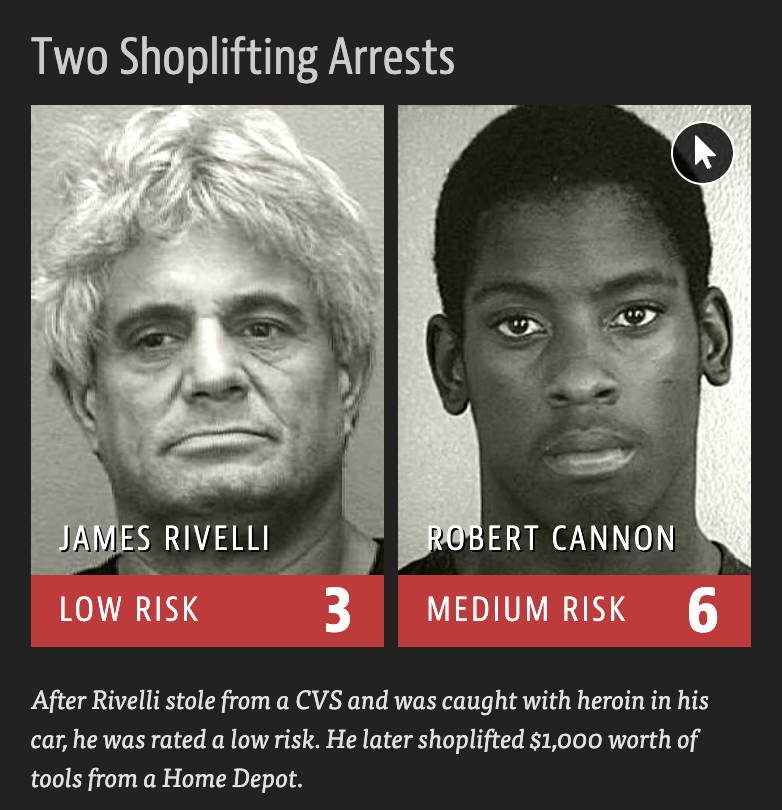 Two Shoplifting Arrests
JAMES RIVELLI
ROBERT CANNON
LOW RISK 3
MEDIUM RISK 6
After Rivelli stole from a CVS and was caught with heroin in his
car, he was rated a low risk. He later shoplifted $1,000 worth of
tools from a Home Depot.